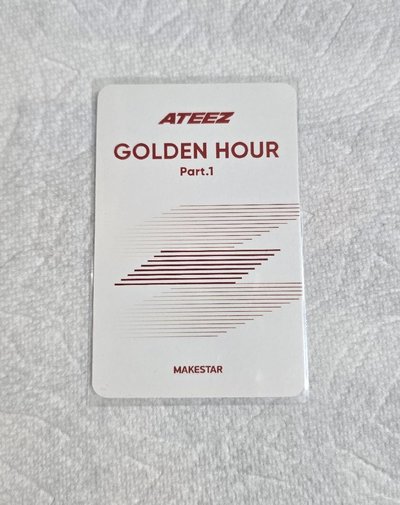 ATEEZ
GOLDEN HOUR
Part.1
MAKESTAR